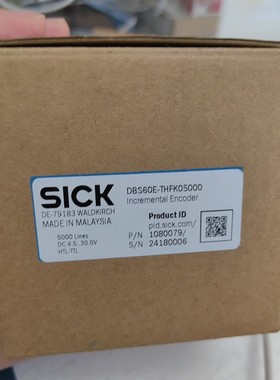 SICK
DE-79183 WALDKIRCH
MADE IN MALAYSIA
5000 Lines
DC 4.5...30.0V
HTL/TTL
DBS60E-THFK05000
Incremental Encoder
Product ID
pid.sick.com/
P/N 1080079/
S/N 24180006